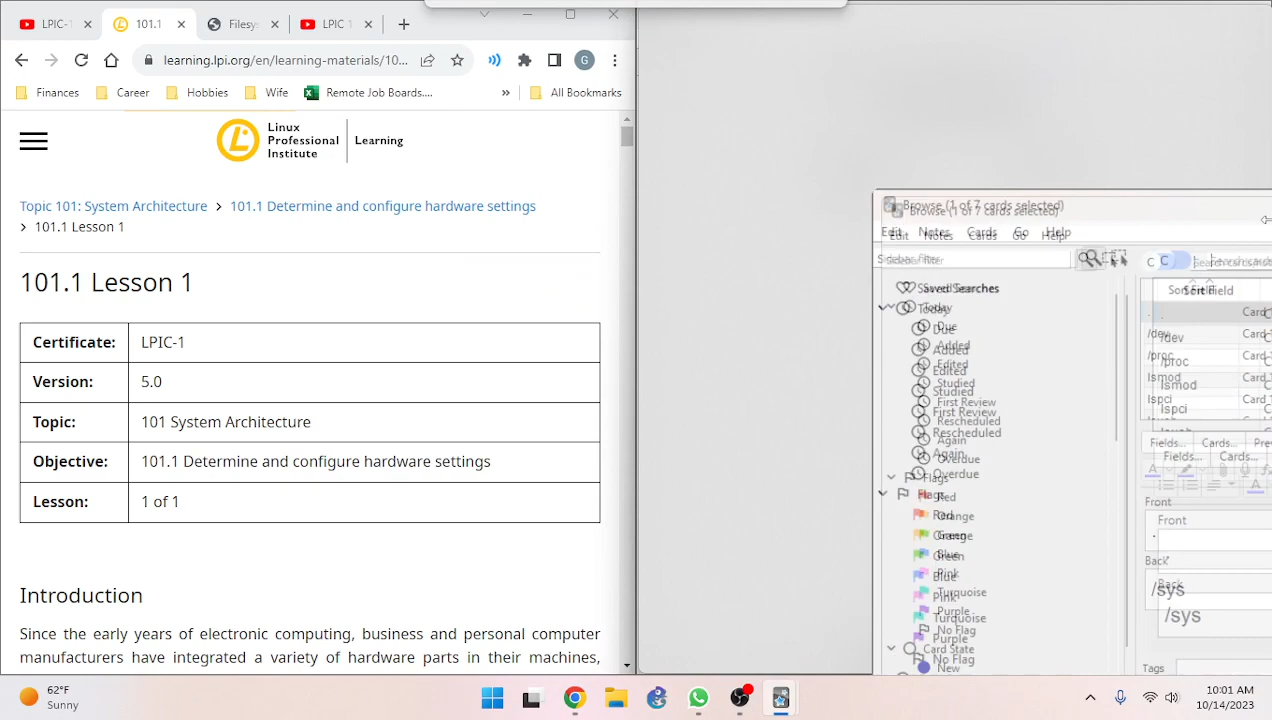 LPIC-1
101.1
Filesy
LPIC 1
learning.lpi.org/en/learning-materials/10...
G
Finances
Career
Hobbies
Wife
Remote Job Boards....
»
All Bookmarks
Linux
Professional
Institute
Learning
Topic 101: System Architecture
101.1 Determine and configure hardware settings
101.1 Lesson 1
101.1 Lesson 1
Certificate:
LPIC-1
Version:
5.0
Topic:
101 System Architecture
Objective:
101.1 Determine and configure hardware settings
Lesson:
1 of 1
Introduction
Since the early years of electronic computing, business and personal computer
manufacturers have integrated a variety of hardware parts in their machines,
Browse (1 of 7 cards selected)
Edit Notes Cards Go Help
Sidebar filter
Saved Searches
Today
Due
Added
Edited
Studied
First Review
Rescheduled
Again
Overdue
Flags
Red
Orange
Green
Blue
Pink
Turquoise
Purple
No Flag
Card State
New
Sort Field
Card
/dev
/proc
lsmod
lspci
Fields...
Cards...
Front
.
Back
/sys
Tags
62°F
Sunny
10:01 AM
10/14/2023